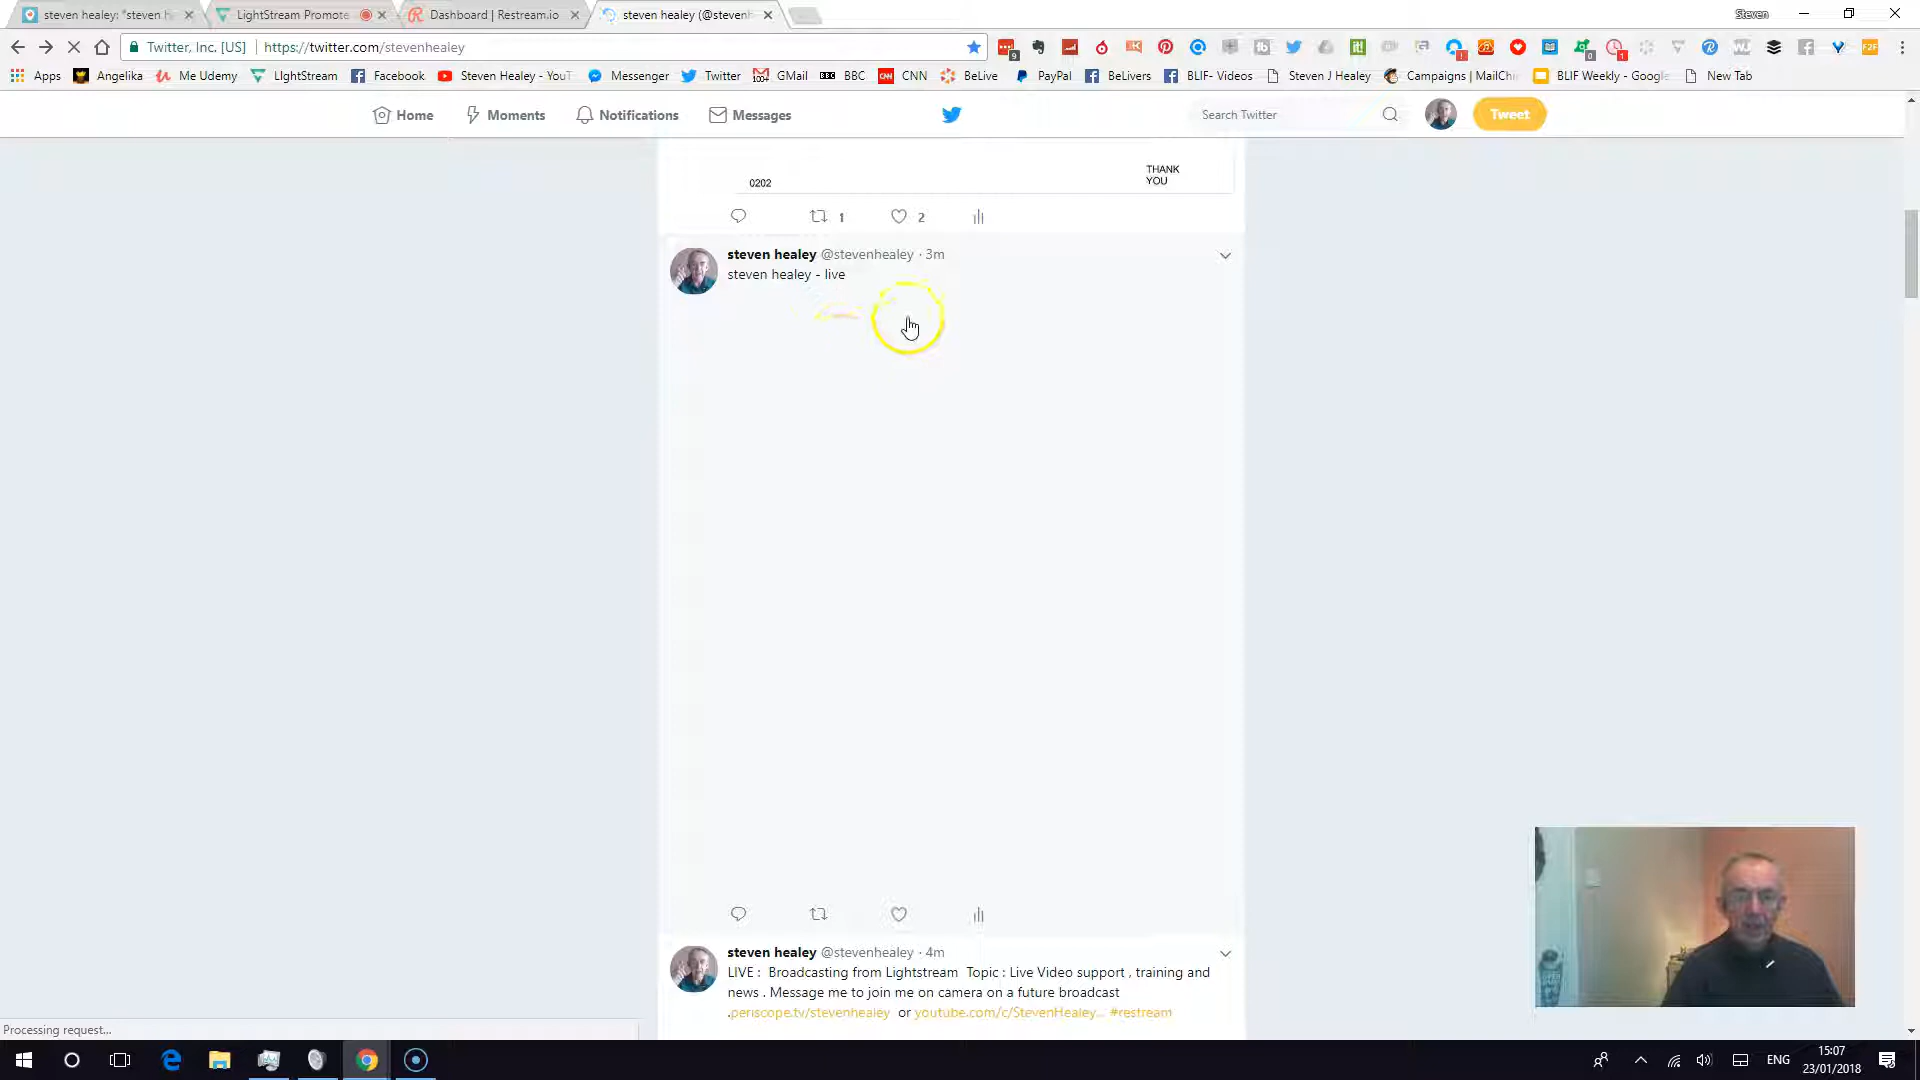 steven healey: "steven h
LightStream Promote
Dashboard | Restream.io
steven healey (@stevenh
Steven
Twitter, Inc. [US]
https://twitter.com/stevenhealey
Apps
Angelika
Me Udemy
LIghtStream
Facebook
Steven Healey - YouT
Messenger
Twitter
GMail
BBC
CNN
BeLive
PayPal
BeLivers
BLIF- Videos
Steven J Healey
Campaigns | MailChi
BLIF Weekly - Google
New Tab
Home
Moments
Notifications
Messages
Search Twitter
Tweet
0202
THANK
YOU
1
2
steven healey @stevenhealey · 3m
steven healey - live
steven healey @stevenhealey · 4m
LIVE : Broadcasting from Lightstream Topic : Live Video support , training and
news . Message me to join me on camera on a future broadcast
.periscope.tv/stevenhealey or youtube.com/c/StevenHealey... #restream
Processing request...
ENG
15:07
23/01/2018